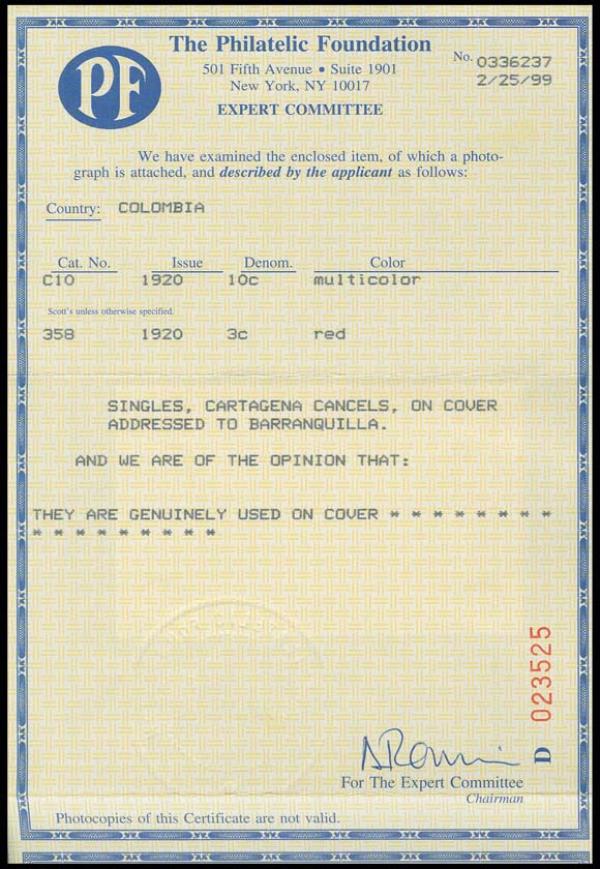 The Philatelic Foundation
PF
501 Fifth Avenue • Suite 1901
New York, NY 10017
EXPERT COMMITTEE
No. 0336237
2/25/99
We have examined the enclosed item, of which a photo-
graph is attached, and described by the applicant as follows:
Country: COLOMBIA
Cat. No. Issue Denom. Color
C10 1920 10c multicolor
Scott's unless otherwise specified.
358 1920 3c red
SINGLES, CARTAGENA CANCELS, ON COVER
ADDRESSED TO BARRANQUILLA.
AND WE ARE OF THE OPINION THAT:
THEY ARE GENUINELY USED ON COVER * * * * * * * *
* * * * * * * * *
D 023525
For The Expert Committee
Chairman
Photocopies of this Certificate are not valid.